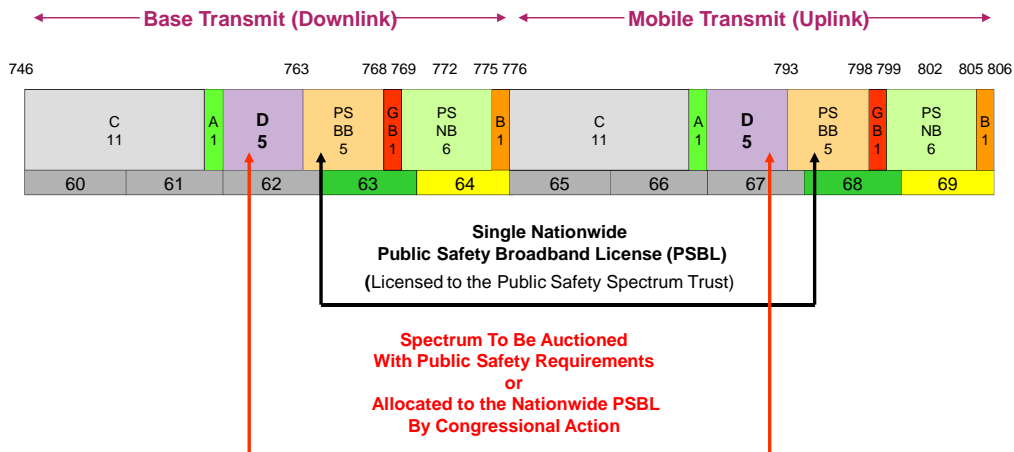 Base Transmit (Downlink) Mobile Transmit (Uplink)
746 763 768 769 772 775 776 793 798 799 802 805 806
C 11
A 1
D 5
PS BB 5
G B 1
PS NB 6
B 1
C 11
A 1
D 5
PS BB 5
G B 1
PS NB 6
B 1
60 61 62 63 64 65 66 67 68 69
Single Nationwide
Public Safety Broadband License (PSBL)
(Licensed to the Public Safety Spectrum Trust)
Spectrum To Be Auctioned
With Public Safety Requirements
or
Allocated to the Nationwide PSBL
By Congressional Action